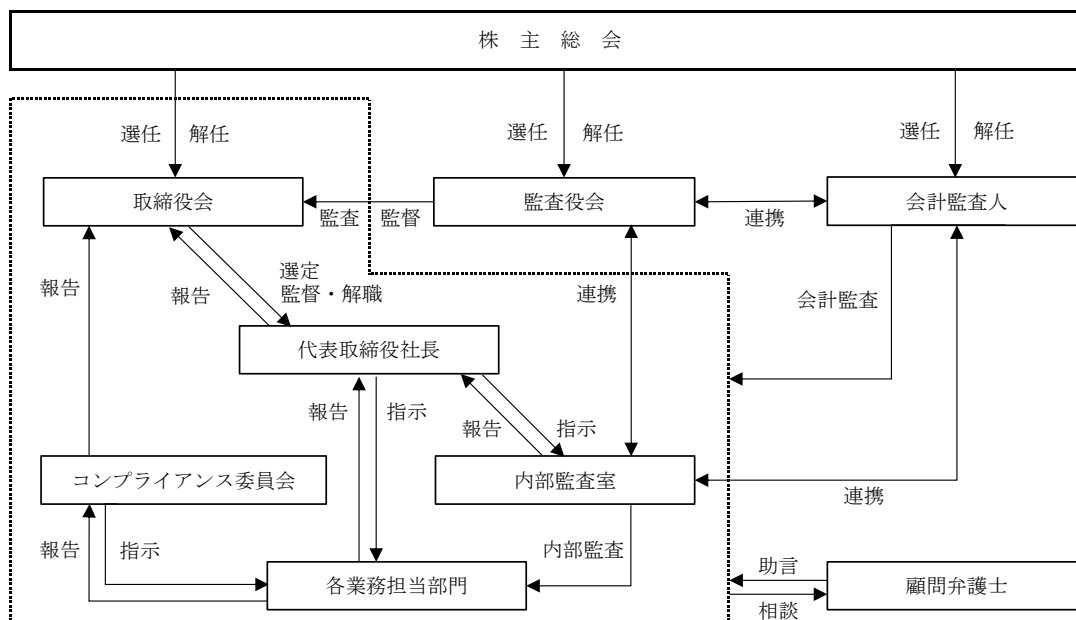 株主総会
選任 解任
選任 解任
選任 解任
取締役会
監査 監督
監査役会
連携
会計監査人
報告
報告
選定
監督・解職
連携
会計監査
代表取締役社長
報告
指示
報告
指示
コンプライアンス委員会
内部監査室
連携
報告
指示
内部監査
各業務担当部門
助言
相談
顧問弁護士